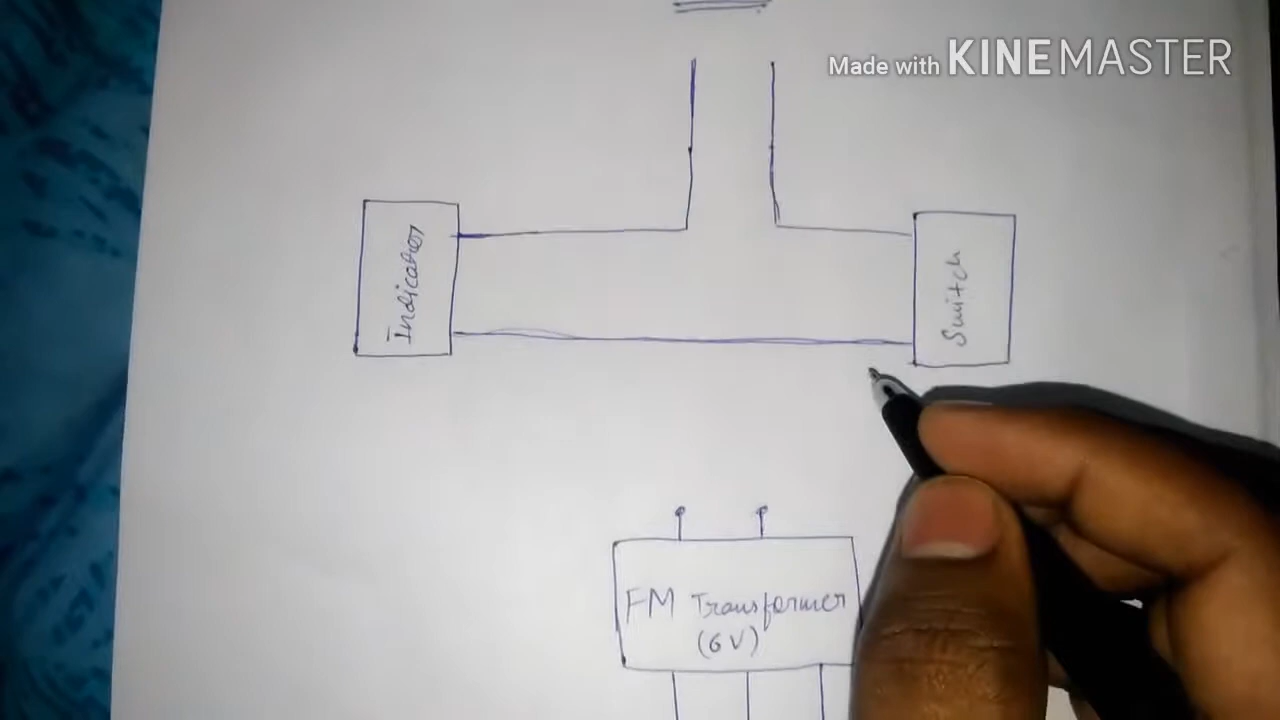 Made with KINEMASTER
Indicator
Switch
FM Transformer
(6V)